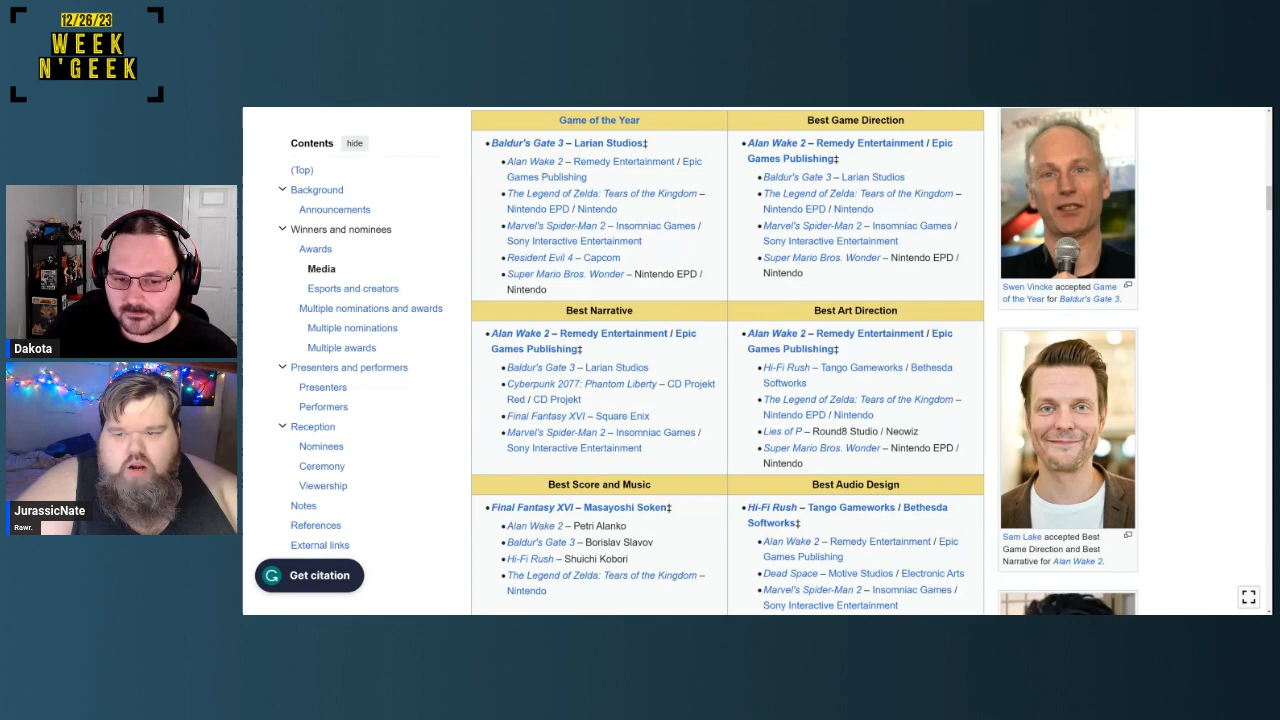 12/26/23
WEEK
N'GEEK
Dakota
JurassicNate
Rawr.
Contents hide
(Top)
Background
Announcements
Winners and nominees
Awards
Media
Esports and creators
Multiple nominations and awards
Multiple nominations
Multiple awards
Presenters and performers
Presenters
Performers
Reception
Nominees
Ceremony
Viewership
Notes
References
External links
Get citation
Game of the Year
• Baldur's Gate 3 – Larian Studios‡
• Alan Wake 2 – Remedy Entertainment / Epic
Games Publishing
• The Legend of Zelda: Tears of the Kingdom –
Nintendo EPD / Nintendo
• Marvel's Spider-Man 2 – Insomniac Games /
Sony Interactive Entertainment
• Resident Evil 4 – Capcom
• Super Mario Bros. Wonder – Nintendo EPD /
Nintendo
Best Game Direction
• Alan Wake 2 – Remedy Entertainment / Epic
Games Publishing‡
• Baldur's Gate 3 – Larian Studios
• The Legend of Zelda: Tears of the Kingdom –
Nintendo EPD / Nintendo
• Marvel's Spider-Man 2 – Insomniac Games /
Sony Interactive Entertainment
• Super Mario Bros. Wonder – Nintendo EPD /
Nintendo
Best Narrative
• Alan Wake 2 – Remedy Entertainment / Epic
Games Publishing‡
• Baldur's Gate 3 – Larian Studios
• Cyberpunk 2077: Phantom Liberty – CD Projekt
Red / CD Projekt
• Final Fantasy XVI – Square Enix
• Marvel's Spider-Man 2 – Insomniac Games /
Sony Interactive Entertainment
Best Art Direction
• Alan Wake 2 – Remedy Entertainment / Epic
Games Publishing‡
• Hi-Fi Rush – Tango Gameworks / Bethesda
Softworks
• The Legend of Zelda: Tears of the Kingdom –
Nintendo EPD / Nintendo
• Lies of P – Round8 Studio / Neowiz
• Super Mario Bros. Wonder – Nintendo EPD /
Nintendo
Best Score and Music
• Final Fantasy XVI – Masayoshi Soken‡
• Alan Wake 2 – Petri Alanko
• Baldur's Gate 3 – Borislav Slavov
• Hi-Fi Rush – Shuichi Kobori
• The Legend of Zelda: Tears of the Kingdom –
Nintendo
Best Audio Design
• Hi-Fi Rush – Tango Gameworks / Bethesda
Softworks‡
• Alan Wake 2 – Remedy Entertainment / Epic
Games Publishing
• Dead Space – Motive Studios / Electronic Arts
• Marvel's Spider-Man 2 – Insomniac Games /
Sony Interactive Entertainment
Swen Vincke accepted Game
of the Year for Baldur's Gate 3.
Sam Lake accepted Best
Game Direction and Best
Narrative for Alan Wake 2.